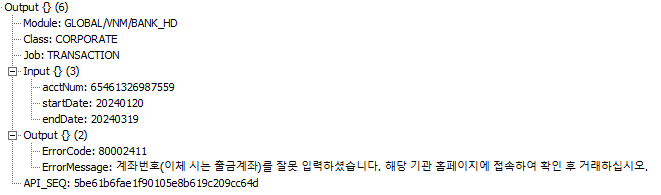 Output {} (6)
Module: GLOBAL/VNM/BANK_HD
Class: CORPORATE
Job: TRANSACTION
Input {} (3)
acctNum: 65461326987559
startDate: 20240120
endDate: 20240319
Output {} (2)
ErrorCode: 80002411
ErrorMessage: 계좌번호(이체 시는 출금계좌)를 잘못 입력하셨습니다. 해당 기관 홈페이지에 접속하여 확인 후 거래하십시오.
API_SEQ: 5be61b6fae1f90105e8b619c209cc64d